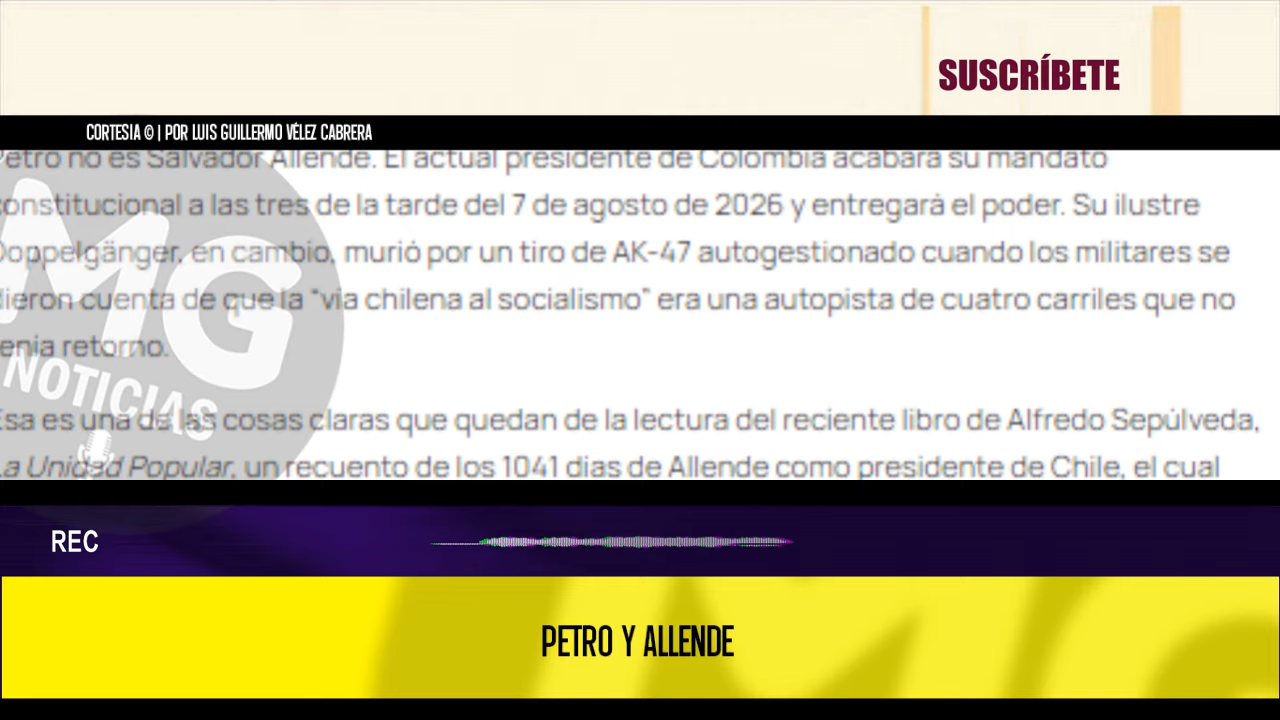 SUSCRÍBETE
CORTESIA © | POR LUIS GUILLERMO VÉLEZ CABRERA
etro no es Salvador Allende. El actual presidente de Colombia acabará su mandato
constitucional a las tres de la tarde del 7 de agosto de 2026 y entregará el poder. Su ilustre
Doppelgänger, en cambio, murió por un tiro de AK-47 autogestionado cuando los militares se
dieron cuenta de que la “vía chilena al socialismo” era una autopista de cuatro carriles que no
enía retorno.
Esa es una de las cosas claras que quedan de la lectura del reciente libro de Alfredo Sepúlveda,
La Unidad Popular, un recuento de los 1041 días de Allende como presidente de Chile, el cual
MG
NOTICIAS
REC
PETRO Y ALLENDE